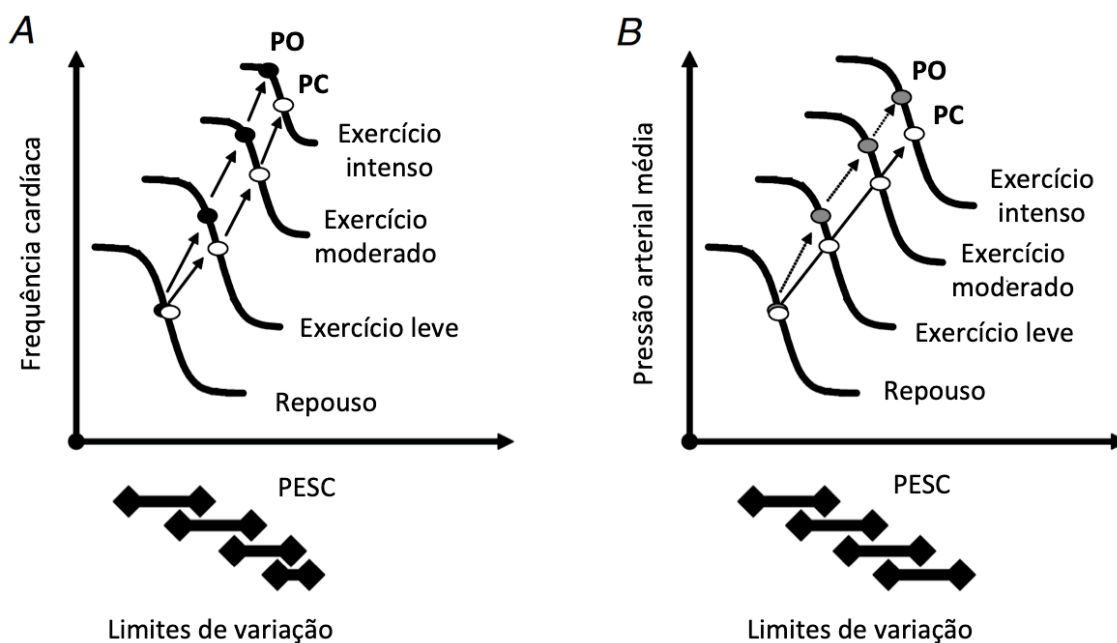 A
Frequência cardíaca
PO
PC
Exercício
intenso
Exercício
moderado
Exercício leve
Repouso
PESC
Limites de variação
B
Pressão arterial média
PO
PC
Exercício
intenso
Exercício
moderado
Exercício leve
Repouso
PESC
Limites de variação